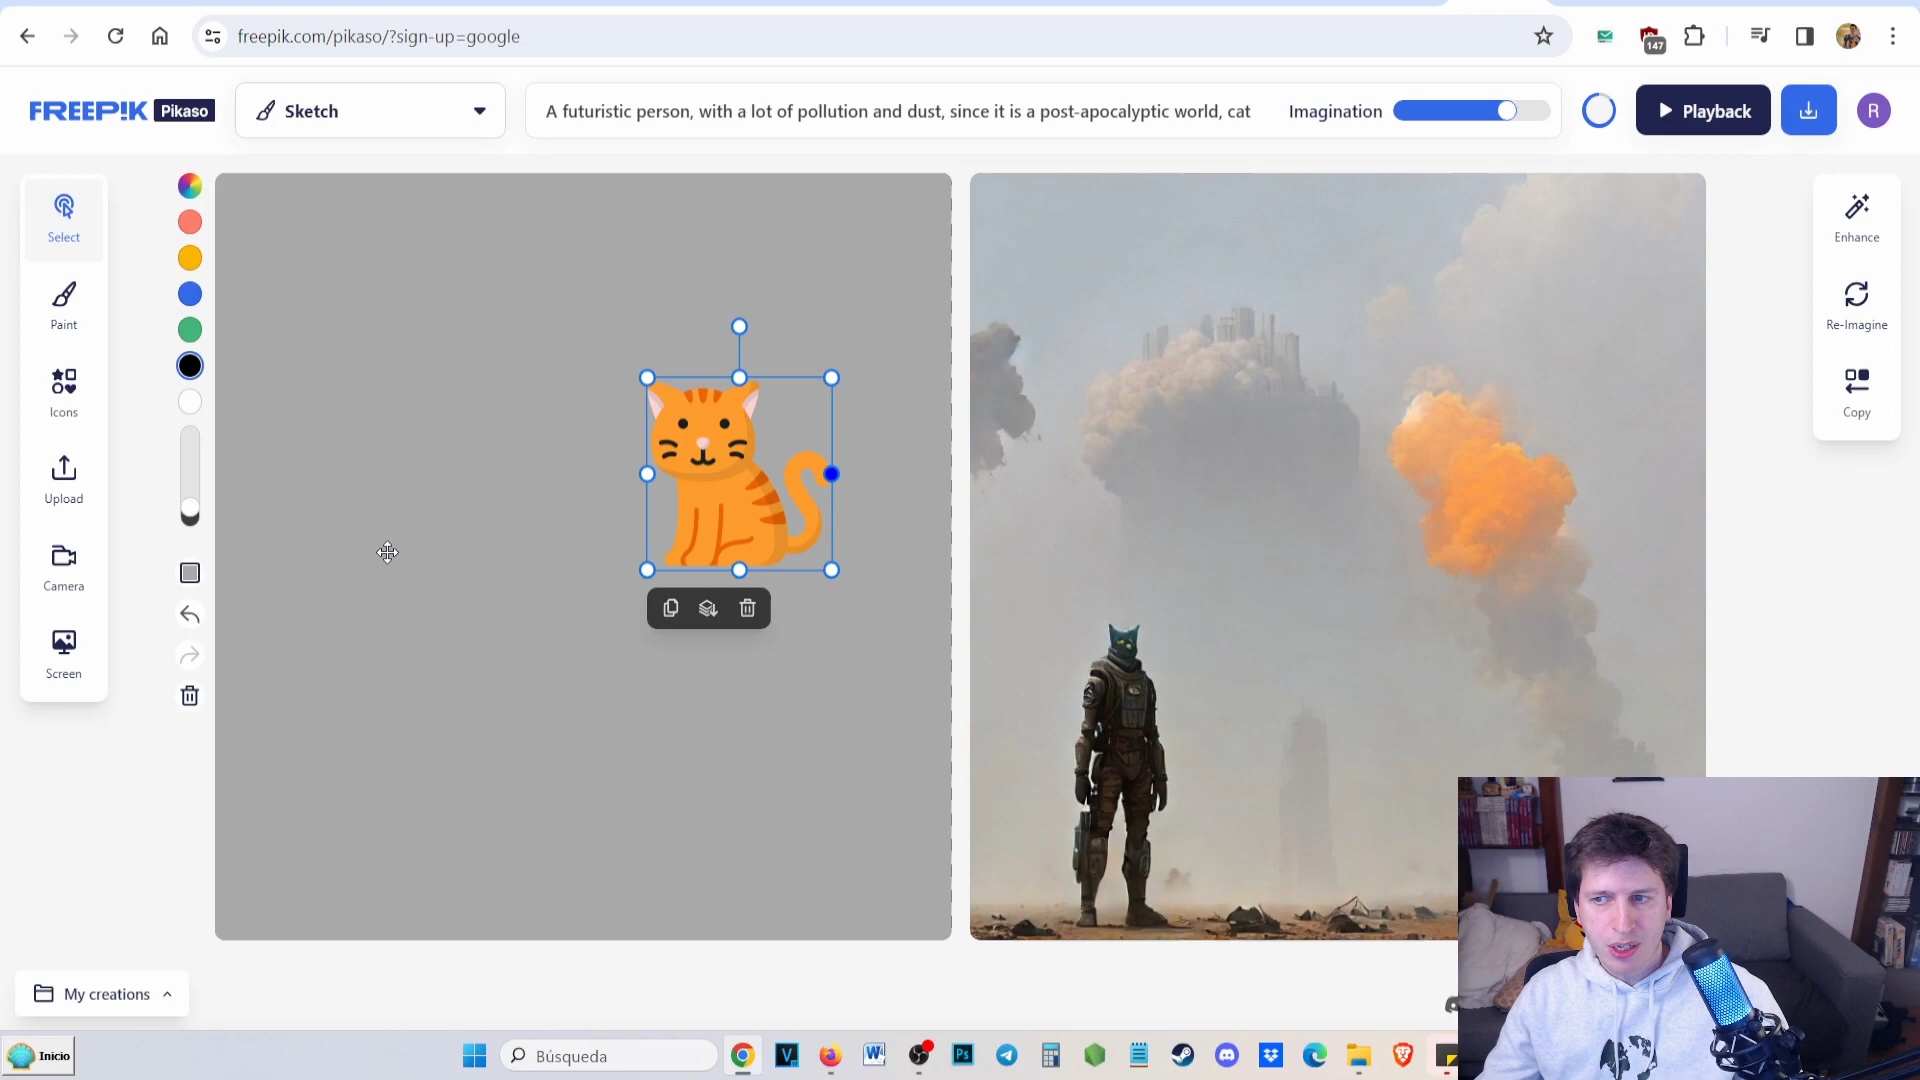 freepik.com/pikaso/?sign-up=google
147
FREEPIK Pikaso
Sketch
A futuristic person, with a lot of pollution and dust, since it is a post-apocalyptic world, cat
Imagination
Playback
R
Select
Paint
Icons
Upload
Camera
Screen
Enhance
Re-Imagine
Copy
My creations
Inicio
Búsqueda